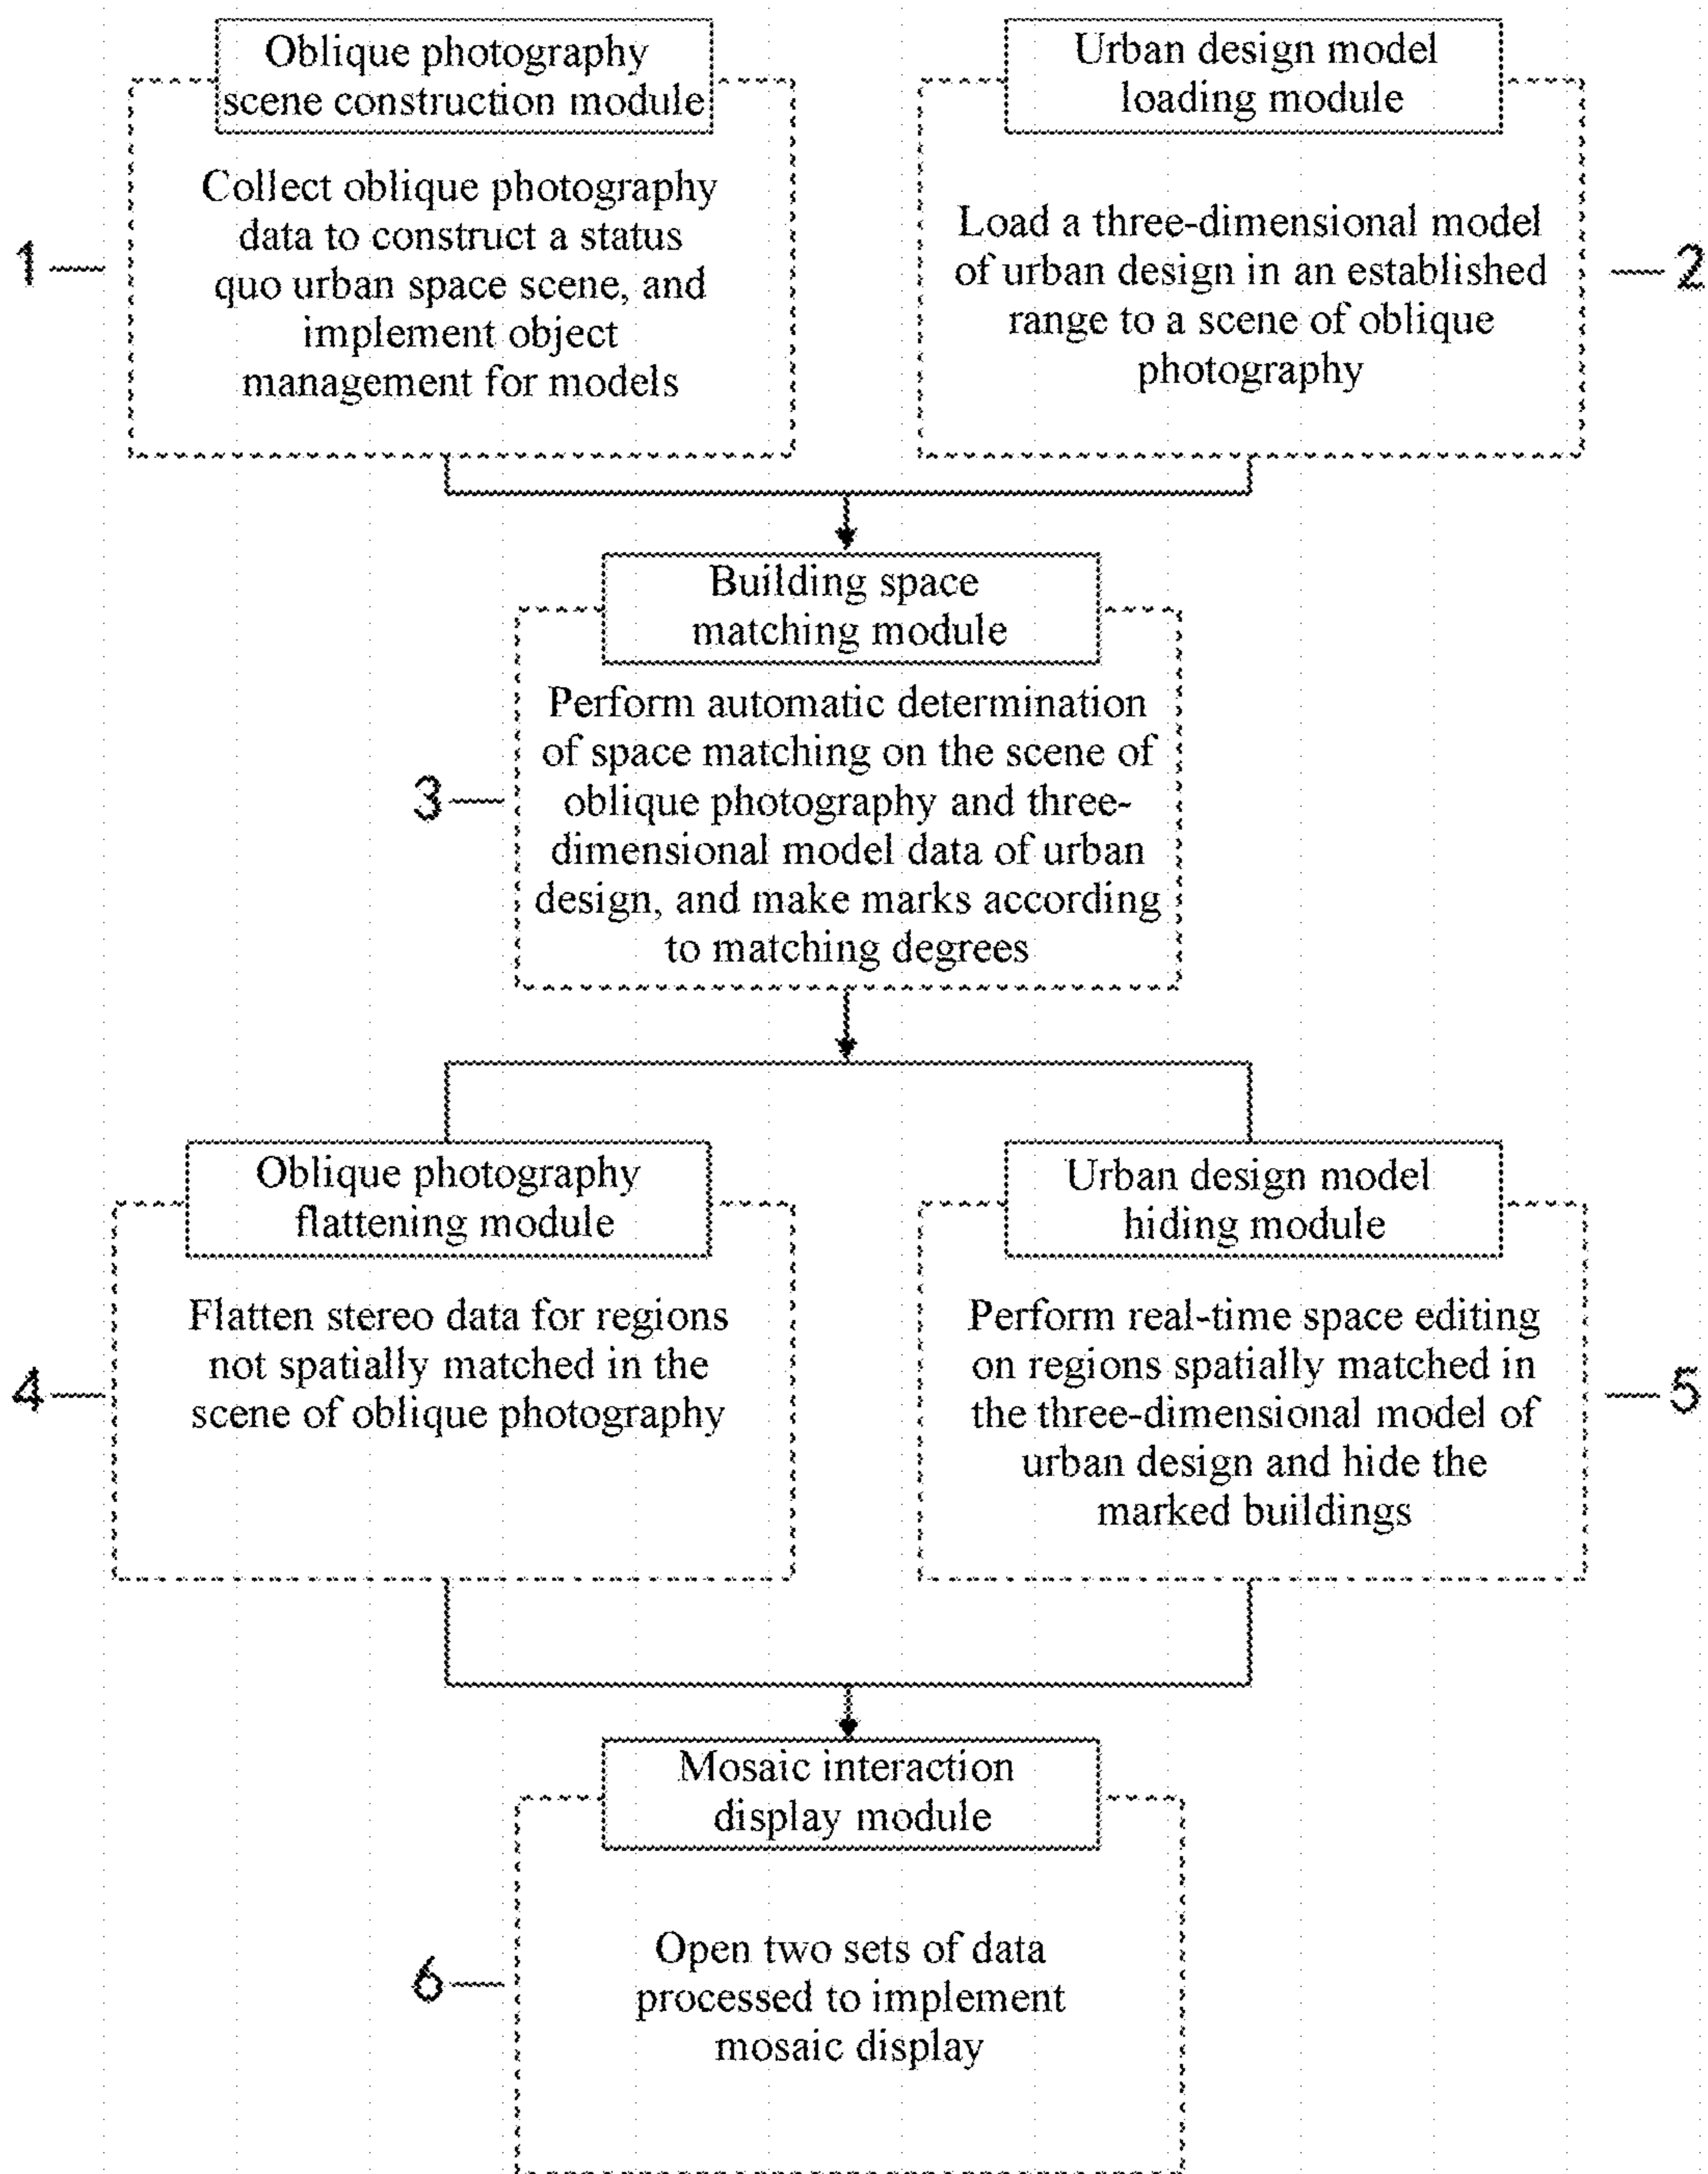 Oblique photography
scene construction module
Collect oblique photography
data to construct a status
quo urban space scene, and
implement object
management for models
1
Urban design model
loading module
Load a three-dimensional model
of urban design in an established
range to a scene of oblique
photography
2
Building space
matching module
Perform automatic determination
of space matching on the scene of
oblique photography and three-
dimensional model data of urban
design, and make marks according
to matching degrees
3
Oblique photography
flattening module
Flatten stereo data for regions
not spatially matched in the
scene of oblique photography
4
Urban design model
hiding module
Perform real-time space editing
on regions spatially matched in
the three-dimensional model of
urban design and hide the
marked buildings
5
Mosaic interaction
display module
Open two sets of data
processed to implement
mosaic display
6